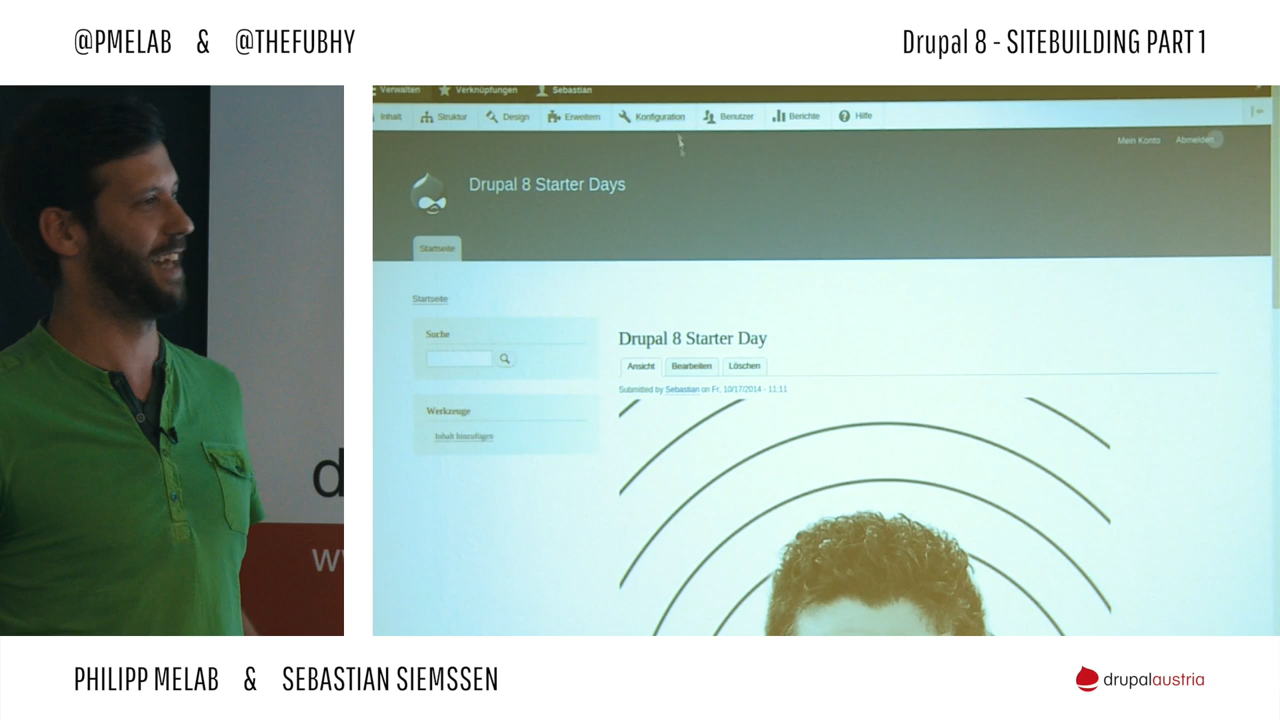 @PMELAB & @THEFUBHY
Drupal 8 - SITEBUILDING PART 1
Verwalten Verknüpfungen Sebastian
Inhalt Struktur Design Erweitern Konfiguration Benutzer Berichte Hilfe
Mein Konto Abmelden
Drupal 8 Starter Days
Startseite
Startseite
Suche
Drupal 8 Starter Day
Ansicht Bearbeiten Löschen
Submitted by Sebastian on Fr, 10/17/2014 - 11:11
Werkzeuge
Inhalt hinzufügen
d
w
PHILIPP MELAB & SEBASTIAN SIEMSSEN
drupalaustria